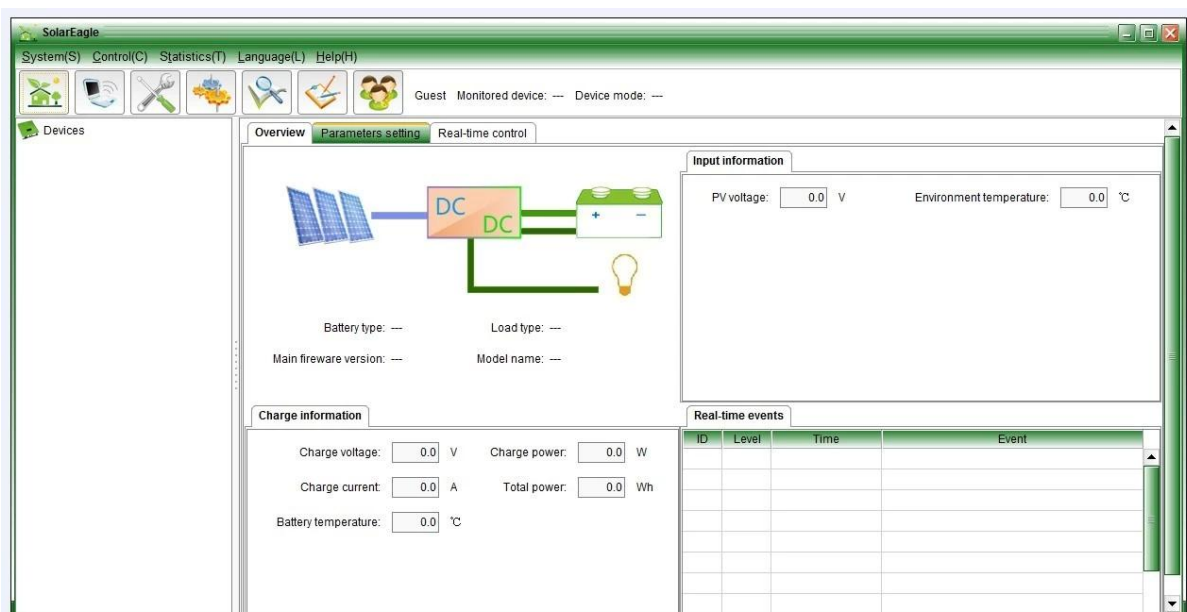 SolarEagle
System(S) Control(C) Statistics(T) Language(L) Help(H)
Guest Monitored device: --- Device mode: ---
Devices
Overview Parameters setting Real-time control
DC
DC
+ −
Battery type: --- Load type: ---
Main fireware version: --- Model name: ---
Input information
PV voltage: 0.0 V Environment temperature: 0.0 ℃
Charge information
Charge voltage: 0.0 V Charge power: 0.0 W
Charge current: 0.0 A Total power: 0.0 Wh
Battery temperature: 0.0 ℃
Real-time events
ID Level Time Event